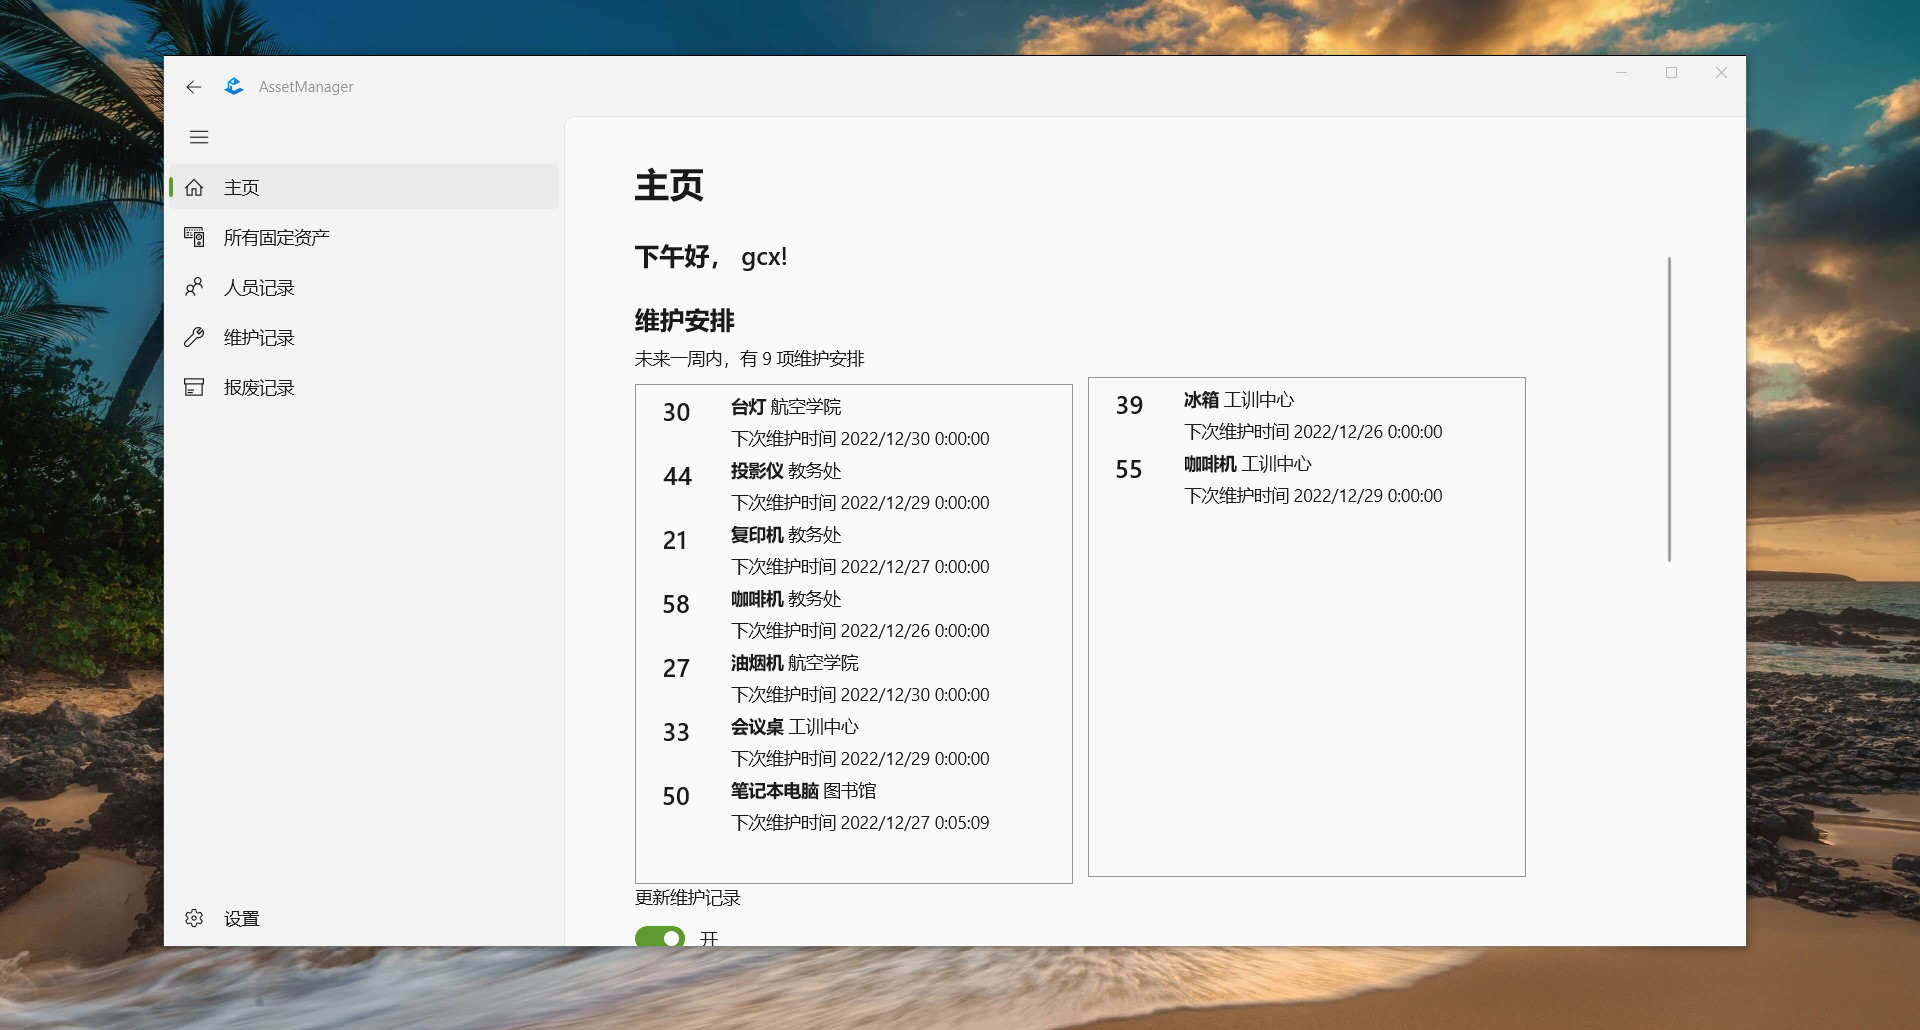 AssetManager
主页
所有固定资产
人员记录
维护记录
报废记录
设置
主页
下午好， gcx!
维护安排
未来一周内，有 9 项维护安排
30
台灯 航空学院
下次维护时间 2022/12/30 0:00:00
44
投影仪 教务处
下次维护时间 2022/12/29 0:00:00
21
复印机 教务处
下次维护时间 2022/12/27 0:00:00
58
咖啡机 教务处
下次维护时间 2022/12/26 0:00:00
27
油烟机 航空学院
下次维护时间 2022/12/30 0:00:00
33
会议桌 工训中心
下次维护时间 2022/12/29 0:00:00
50
笔记本电脑 图书馆
下次维护时间 2022/12/27 0:05:09
39
冰箱 工训中心
下次维护时间 2022/12/26 0:00:00
55
咖啡机 工训中心
下次维护时间 2022/12/29 0:00:00
更新维护记录
开